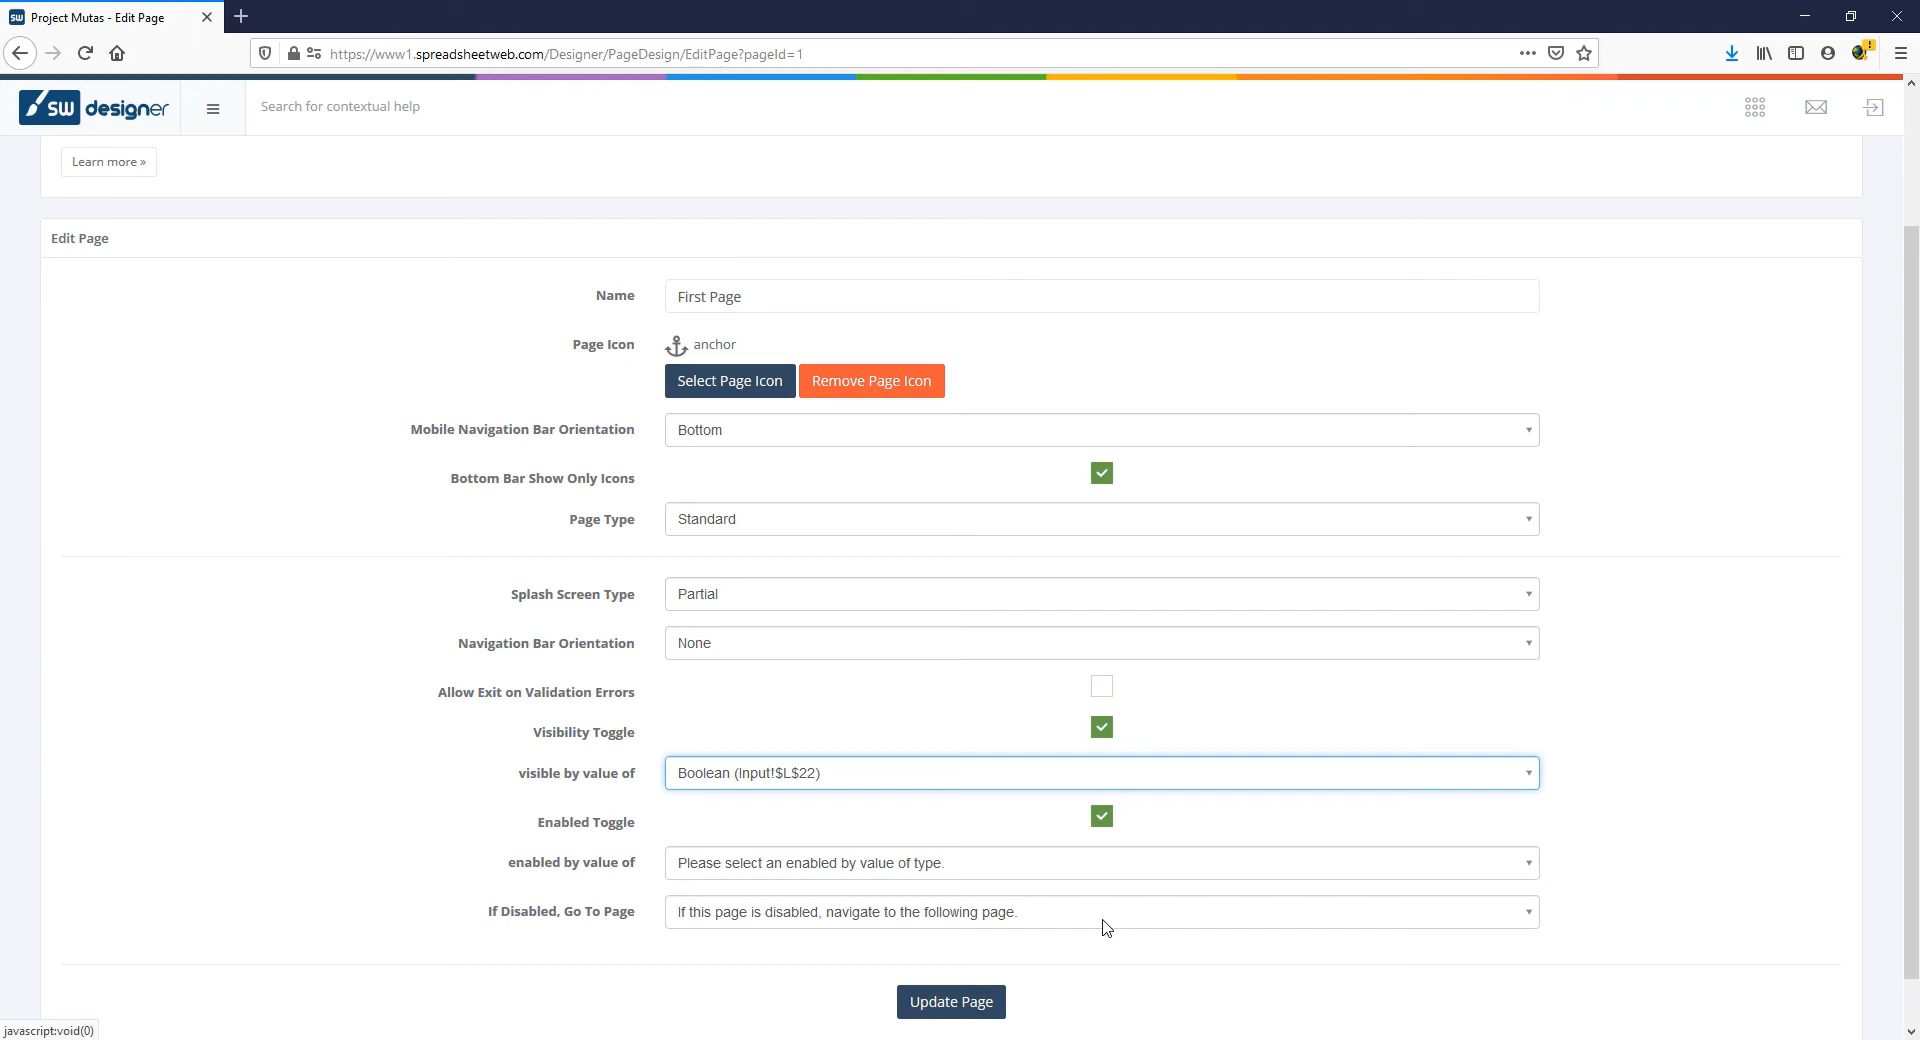 Project Mutas - Edit Page
https://www1.spreadsheetweb.com/Designer/PageDesign/EditPage?pageId=1
sw designer
Search for contextual help
Learn more »
Edit Page
Name
First Page
Page Icon
anchor
Select Page Icon
Remove Page Icon
Mobile Navigation Bar Orientation
Bottom
Bottom Bar Show Only Icons
Page Type
Standard
Splash Screen Type
Partial
Navigation Bar Orientation
None
Allow Exit on Validation Errors
Visibility Toggle
visible by value of
Boolean (Input!$L$22)
Enabled Toggle
enabled by value of
Please select an enabled by value of type.
If Disabled, Go To Page
If this page is disabled, navigate to the following page.
Update Page
javascript:void(0)